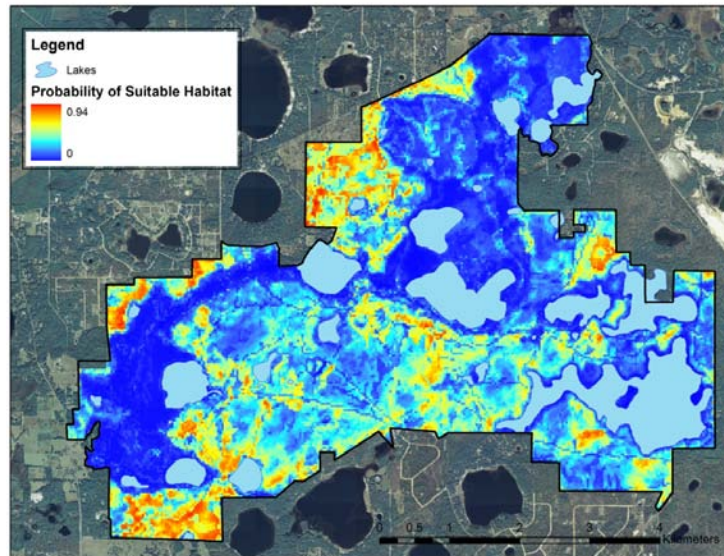 Legend
Lakes
Probability of Suitable Habitat
0.94
0
0 0.5 1 2 3 4
Kilometers